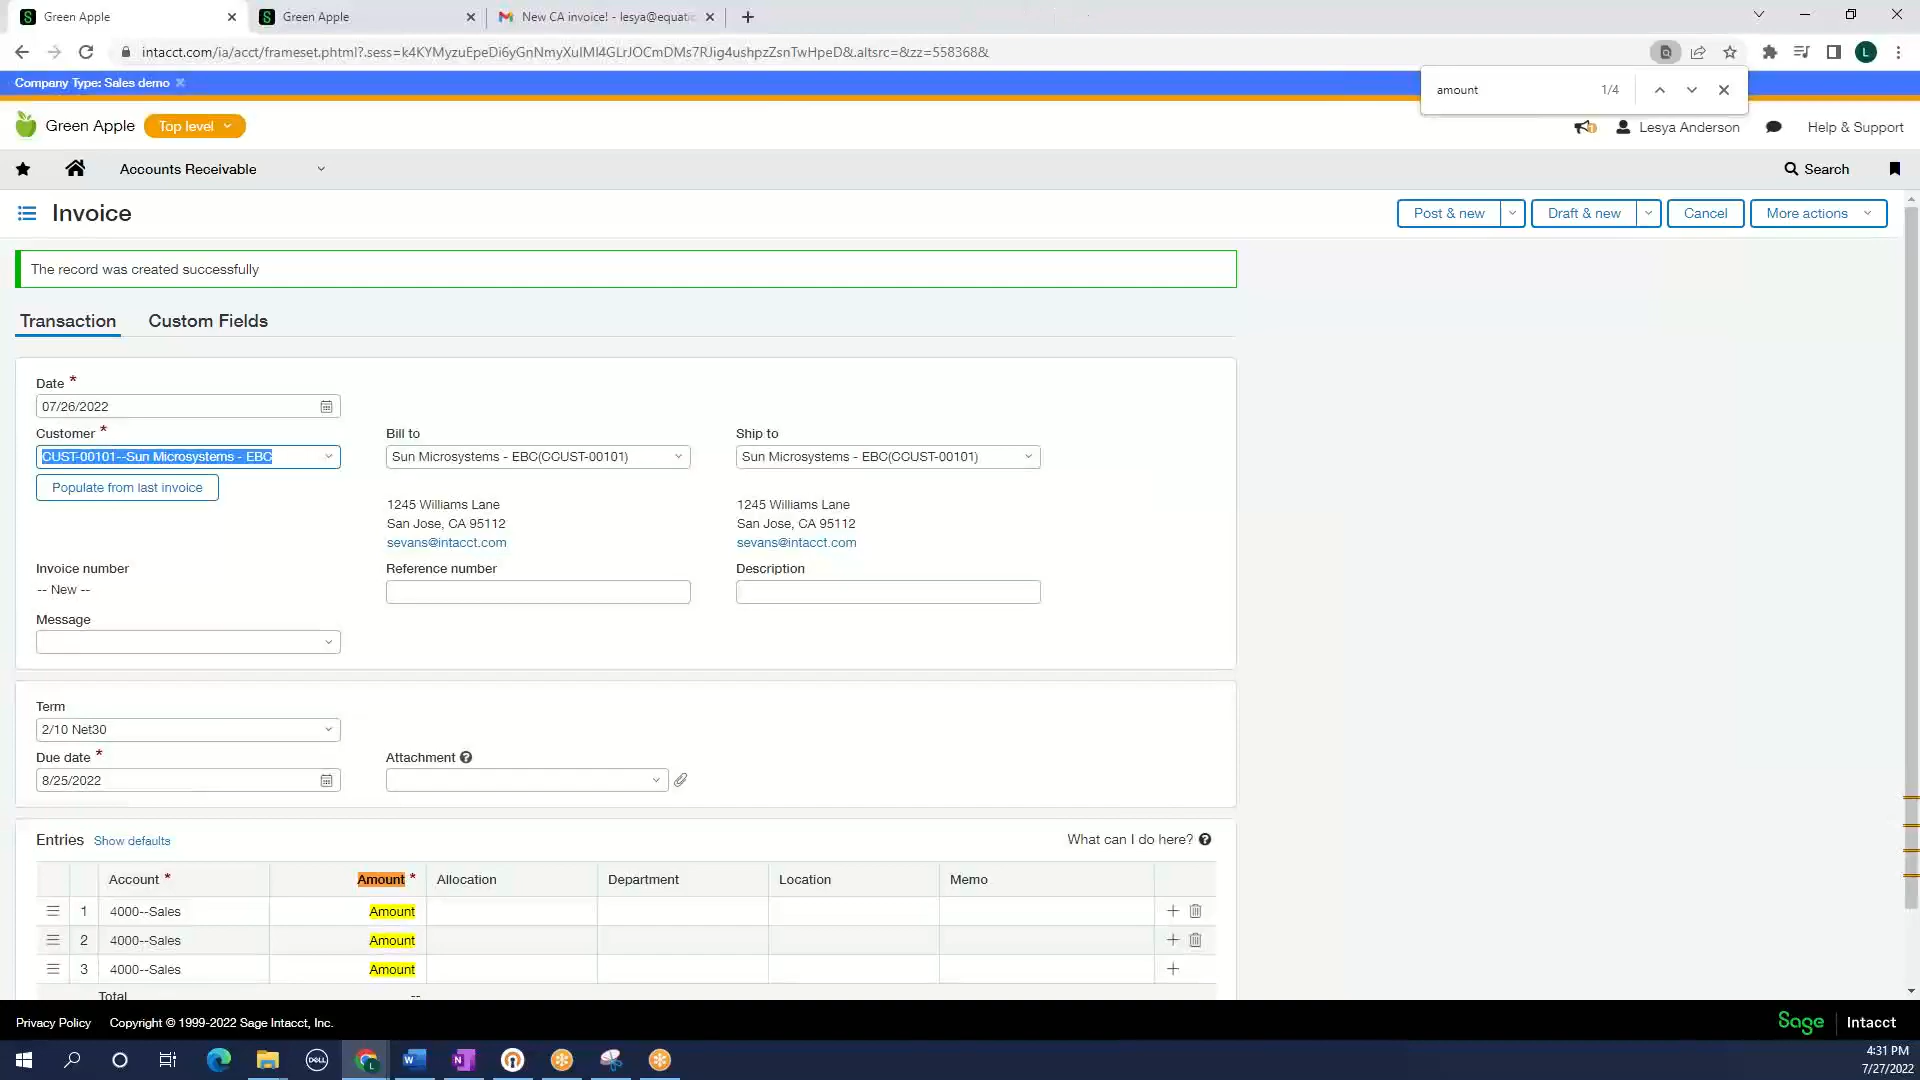 Green Apple
Green Apple
New CA invoice! - lesya@equati
intacct.com/ia/acct/frameset.phtml?.sess=k4KYMyzuEpeDi6yGnNmyXuIMl4GLrJOCmDMs7RJig4ushpzZsnTwHpeD&.altsrc=&zz=558368&
L
Company Type: Sales demo
amount 1/4
Green Apple Top level
Lesya Anderson Help & Support
Accounts Receivable
Search
Invoice
Post & new Draft & new Cancel More actions
The record was created successfully
Transaction Custom Fields
Date *
07/26/2022
Customer * Bill to Ship to
CUST-00101--Sun Microsystems - EBC Sun Microsystems - EBC(CCUST-00101) Sun Microsystems - EBC(CCUST-00101)
Populate from last invoice
1245 Williams Lane 1245 Williams Lane
San Jose, CA 95112 San Jose, CA 95112
sevans@intacct.com sevans@intacct.com
Invoice number Reference number Description
-- New --
Message
Term
2/10 Net30
Due date * Attachment ?
8/25/2022
Entries Show defaults What can I do here? ?
Account * Amount * Allocation Department Location Memo
1 4000--Sales Amount
2 4000--Sales Amount
3 4000--Sales Amount
Total --
Privacy Policy Copyright © 1999-2022 Sage Intacct, Inc.
Sage Intacct
DELL
L
W
N
4:31 PM
7/27/2022